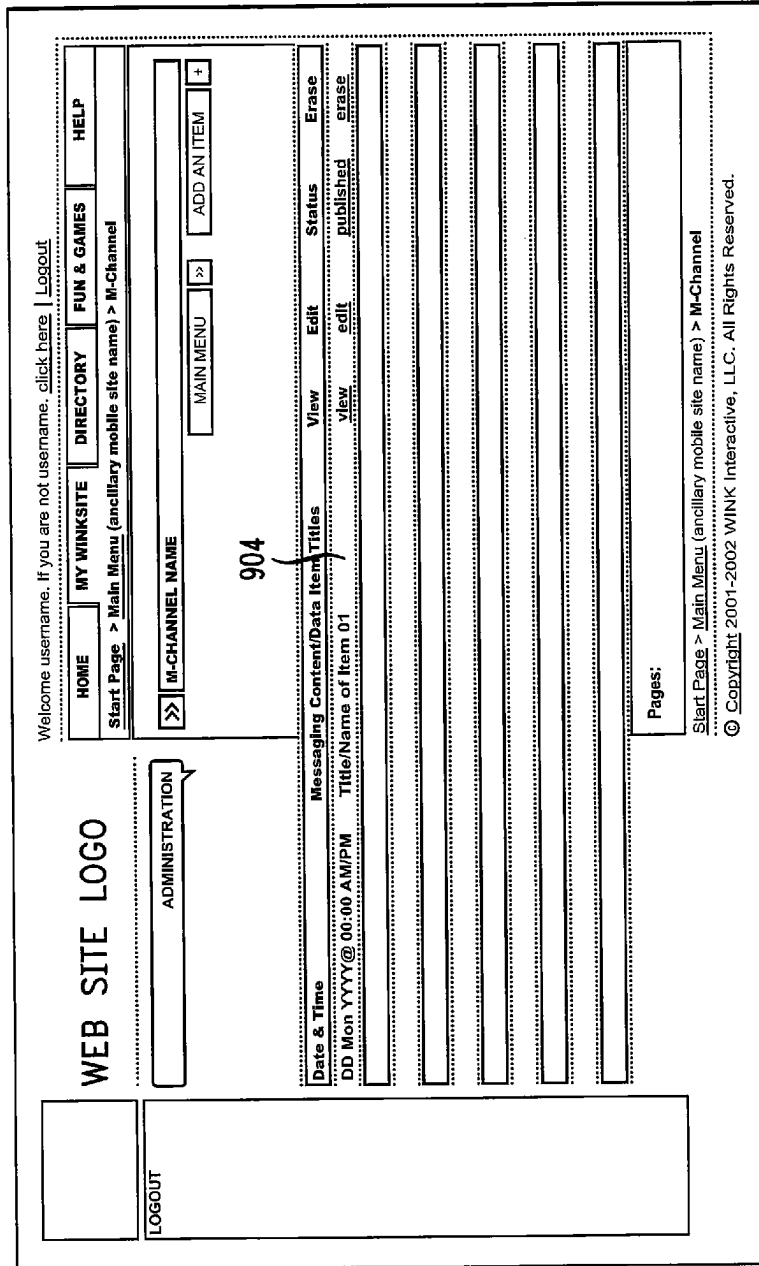 Welcome username. If you are not username, click here | Logout
WEB SITE LOGO
HOME MY WINKSITE DIRECTORY FUN & GAMES HELP
Start Page > Main Menu (ancillary mobile site name) > M-Channel
LOGOUT
ADMINISTRATION
>> M-CHANNEL NAME
MAIN MENU >> ADD AN ITEM +
904
Date & Time Messaging Content/Data Item Titles View Edit Status Erase
DD Mon YYYY@ 00:00 AM/PM Title/Name of Item 01 view edit published erase
Pages:
Start Page > Main Menu (ancillary mobile site name) > M-Channel
© Copyright 2001-2002 WINK Interactive, LLC. All Rights Reserved.